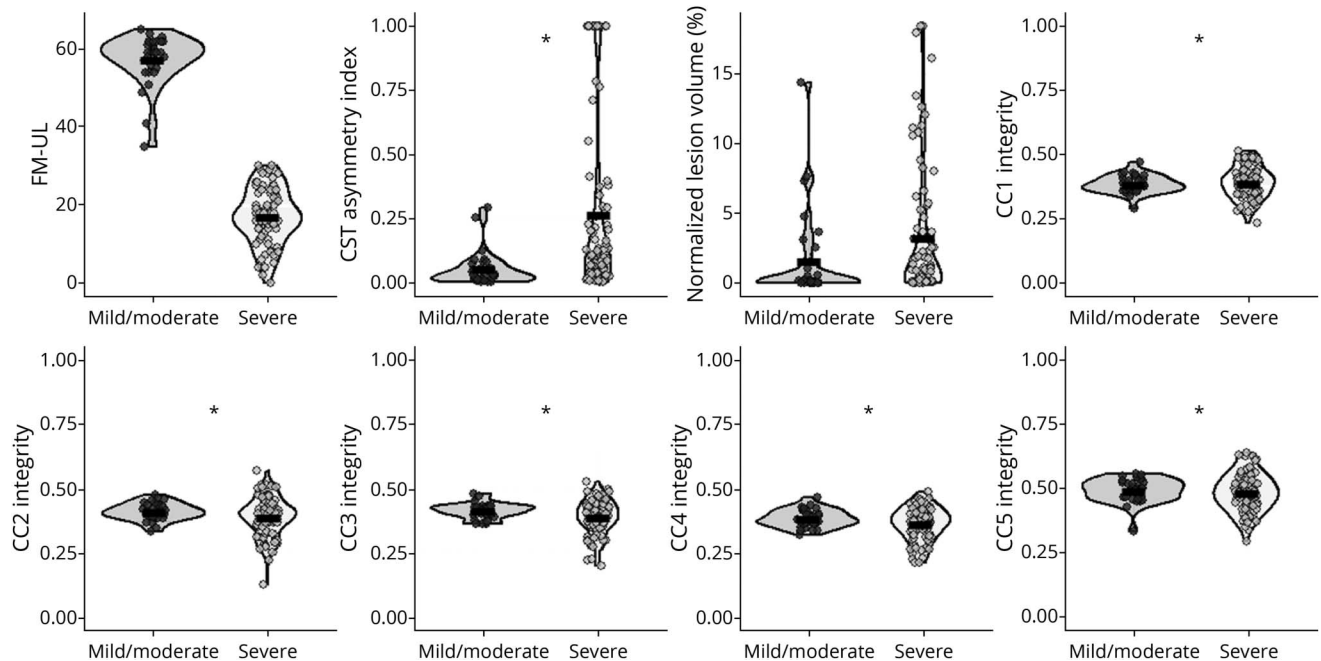 FM-UL
60
40
20
0
Mild/moderate Severe
CST asymmetry index
1.00
0.75
0.50
0.25
0.00
*
Mild/moderate Severe
Normalized lesion volume (%)
15
10
5
0
Mild/moderate Severe
CC1 integrity
1.00
0.75
0.50
0.25
0.00
*
Mild/moderate Severe
CC2 integrity
1.00
0.75
0.50
0.25
0.00
*
Mild/moderate Severe
CC3 integrity
1.00
0.75
0.50
0.25
0.00
*
Mild/moderate Severe
CC4 integrity
1.00
0.75
0.50
0.25
0.00
*
Mild/moderate Severe
CC5 integrity
1.00
0.75
0.50
0.25
0.00
*
Mild/moderate Severe